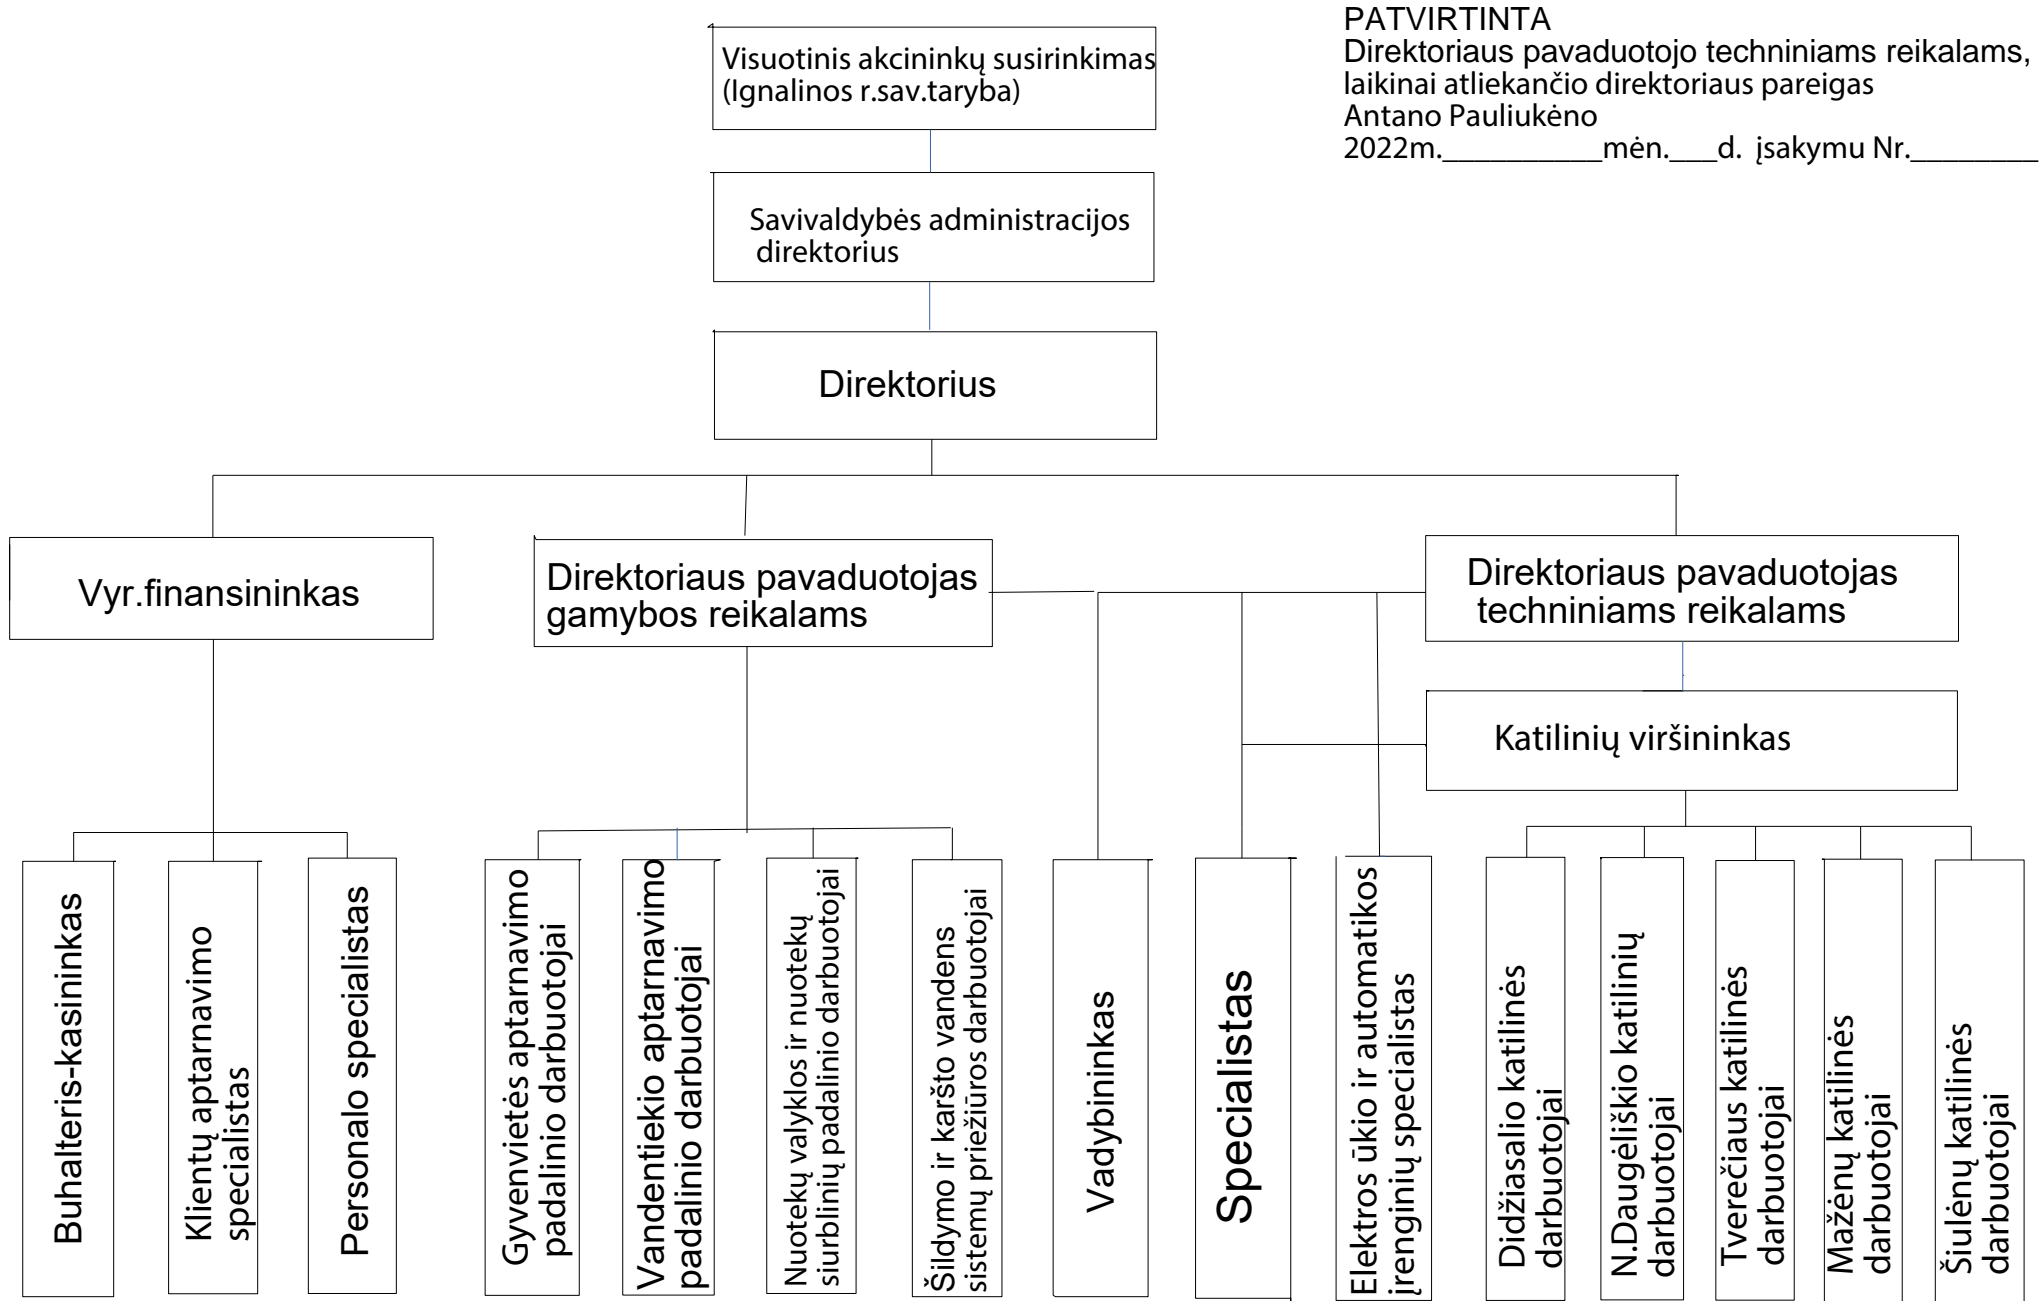 PATVIRTINTA
Direktoriaus pavaduotojo techniniams reikalams,
laikinai atliekančio direktoriaus pareigas
Antano Pauliukėno
2022m.__________mėn.___d. įsakymu Nr.________
Visuotinis akcininkų susirinkimas
(Ignalinos r.sav.taryba)
Savivaldybės administracijos
direktorius
Direktorius
Vyr.finansininkas
Direktoriaus pavaduotojas
gamybos reikalams
Direktoriaus pavaduotojas
techniniams reikalams
Katilinių viršininkas
Buhalteris-kasininkas
Klientų aptarnavimo
specialistas
Personalo specialistas
Gyvenvietės aptarnavimo
padalinio darbuotojai
Vandentiekio aptarnavimo
padalinio darbuotojai
Nuotekų valyklos ir nuotekų
siurblinių padalinio darbuotojai
Šildymo ir karšto vandens
sistemų priežiūros darbuotojai
Vadybininkas
Specialistas
Elektros ūkio ir automatikos
įrenginių specialistas
Didžiasalio katilinės
darbuotojai
N.Daugėliškio katilinių
darbuotojai
Tverečiaus katilinės
darbuotojai
Mažėnų katilinės
darbuotojai
Šiulėnų katilinės
darbuotojai